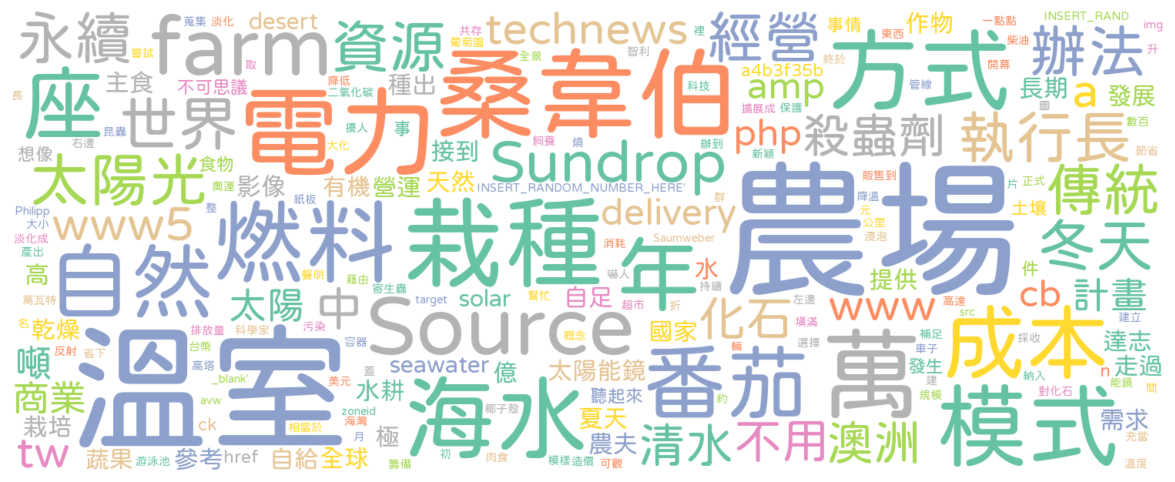 永續 farm 資源 technews 經營 方式 辦法
蒐集 淡化 desert 共存 葡萄園 智利 裡 事情 作物 一點點 INSERT_RAND img
嘗試 取 全景 東西 柴油 升
座 主食 不可思議 降低 二氧化碳 種出 桑韋伯 科技 a4b3f35b 終於 管線 開幕 長期 a 發展
長 世界 電力 amp 擴展成 保護 圖 數百
昆蟲 右邊 擾人 事 接到 飼養 燒 辦到 php 新穎 殺蟲劑 執行長 節省
想像 太陽光 食物 大化 Sundrop 販售到 片 正式 傳統
奧運 影像 有機 營運 天然 INSERT_RANDOM_NUMBER_HERE' 群 降溫
Philipp 大小 www5 整 紙板 燃料 栽種 delivery 農場 元 公里 浸泡 土壤 冬天
淡化成 產出 自然 聲明 年 消耗 Saumweber
高 藉由 寄生蟲 嚇人 水 持續 提供 件
萬瓦特 太陽 中 target solar 幫忙 自足 超市 折 左邊 www 高達 cb 計畫
名 乾燥 排放量 科學家 污染 Source 概念 國家 化石 填滿 src 建立
噸 反射 台幣 省下 容器 seawater 選擇 萬 補足 成本 達志
高塔 溫室 蓋 億 太陽能鏡 番茄 輛 車子 採收 走過
商業 _blank' 美元 水耕 海水 聽起來 發生 納入 n 能鏡 問
avw zoneid 椰子殼 夏天 約 建 規模 對化石
栽培 ck 相當於 海灣 極 農夫 清水 不用 澳洲 模式 需求
tw 蔬果 游泳池 參考 href 自給 全球 月 籌備 初 肉食 模樣 造價 可觀 充當 溫度